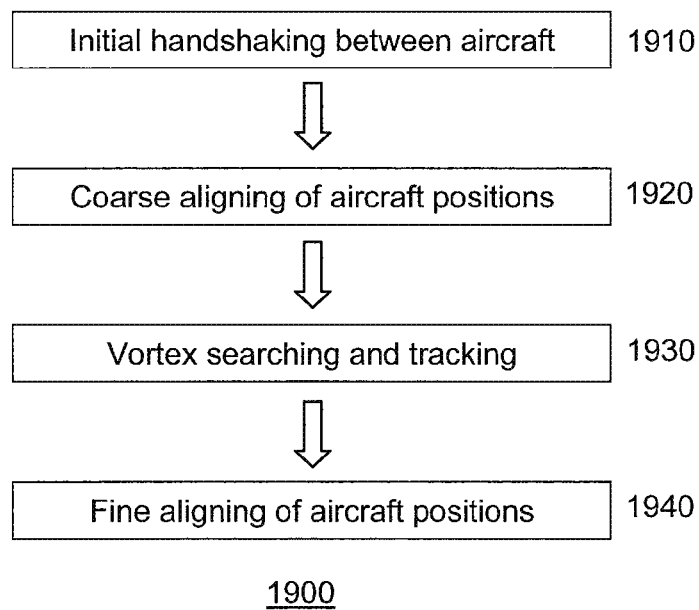 Initial handshaking between aircraft 1910
Coarse aligning of aircraft positions 1920
Vortex searching and tracking 1930
Fine aligning of aircraft positions 1940
1900